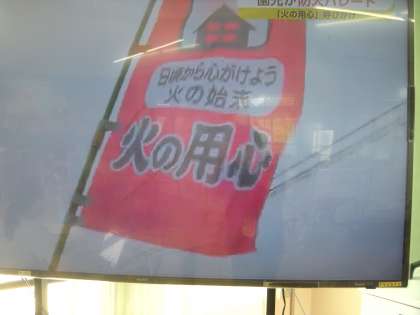 園児が防火パレード
「火の用心」呼びかけ
日頃から心がけよう
火の始末
火の用心